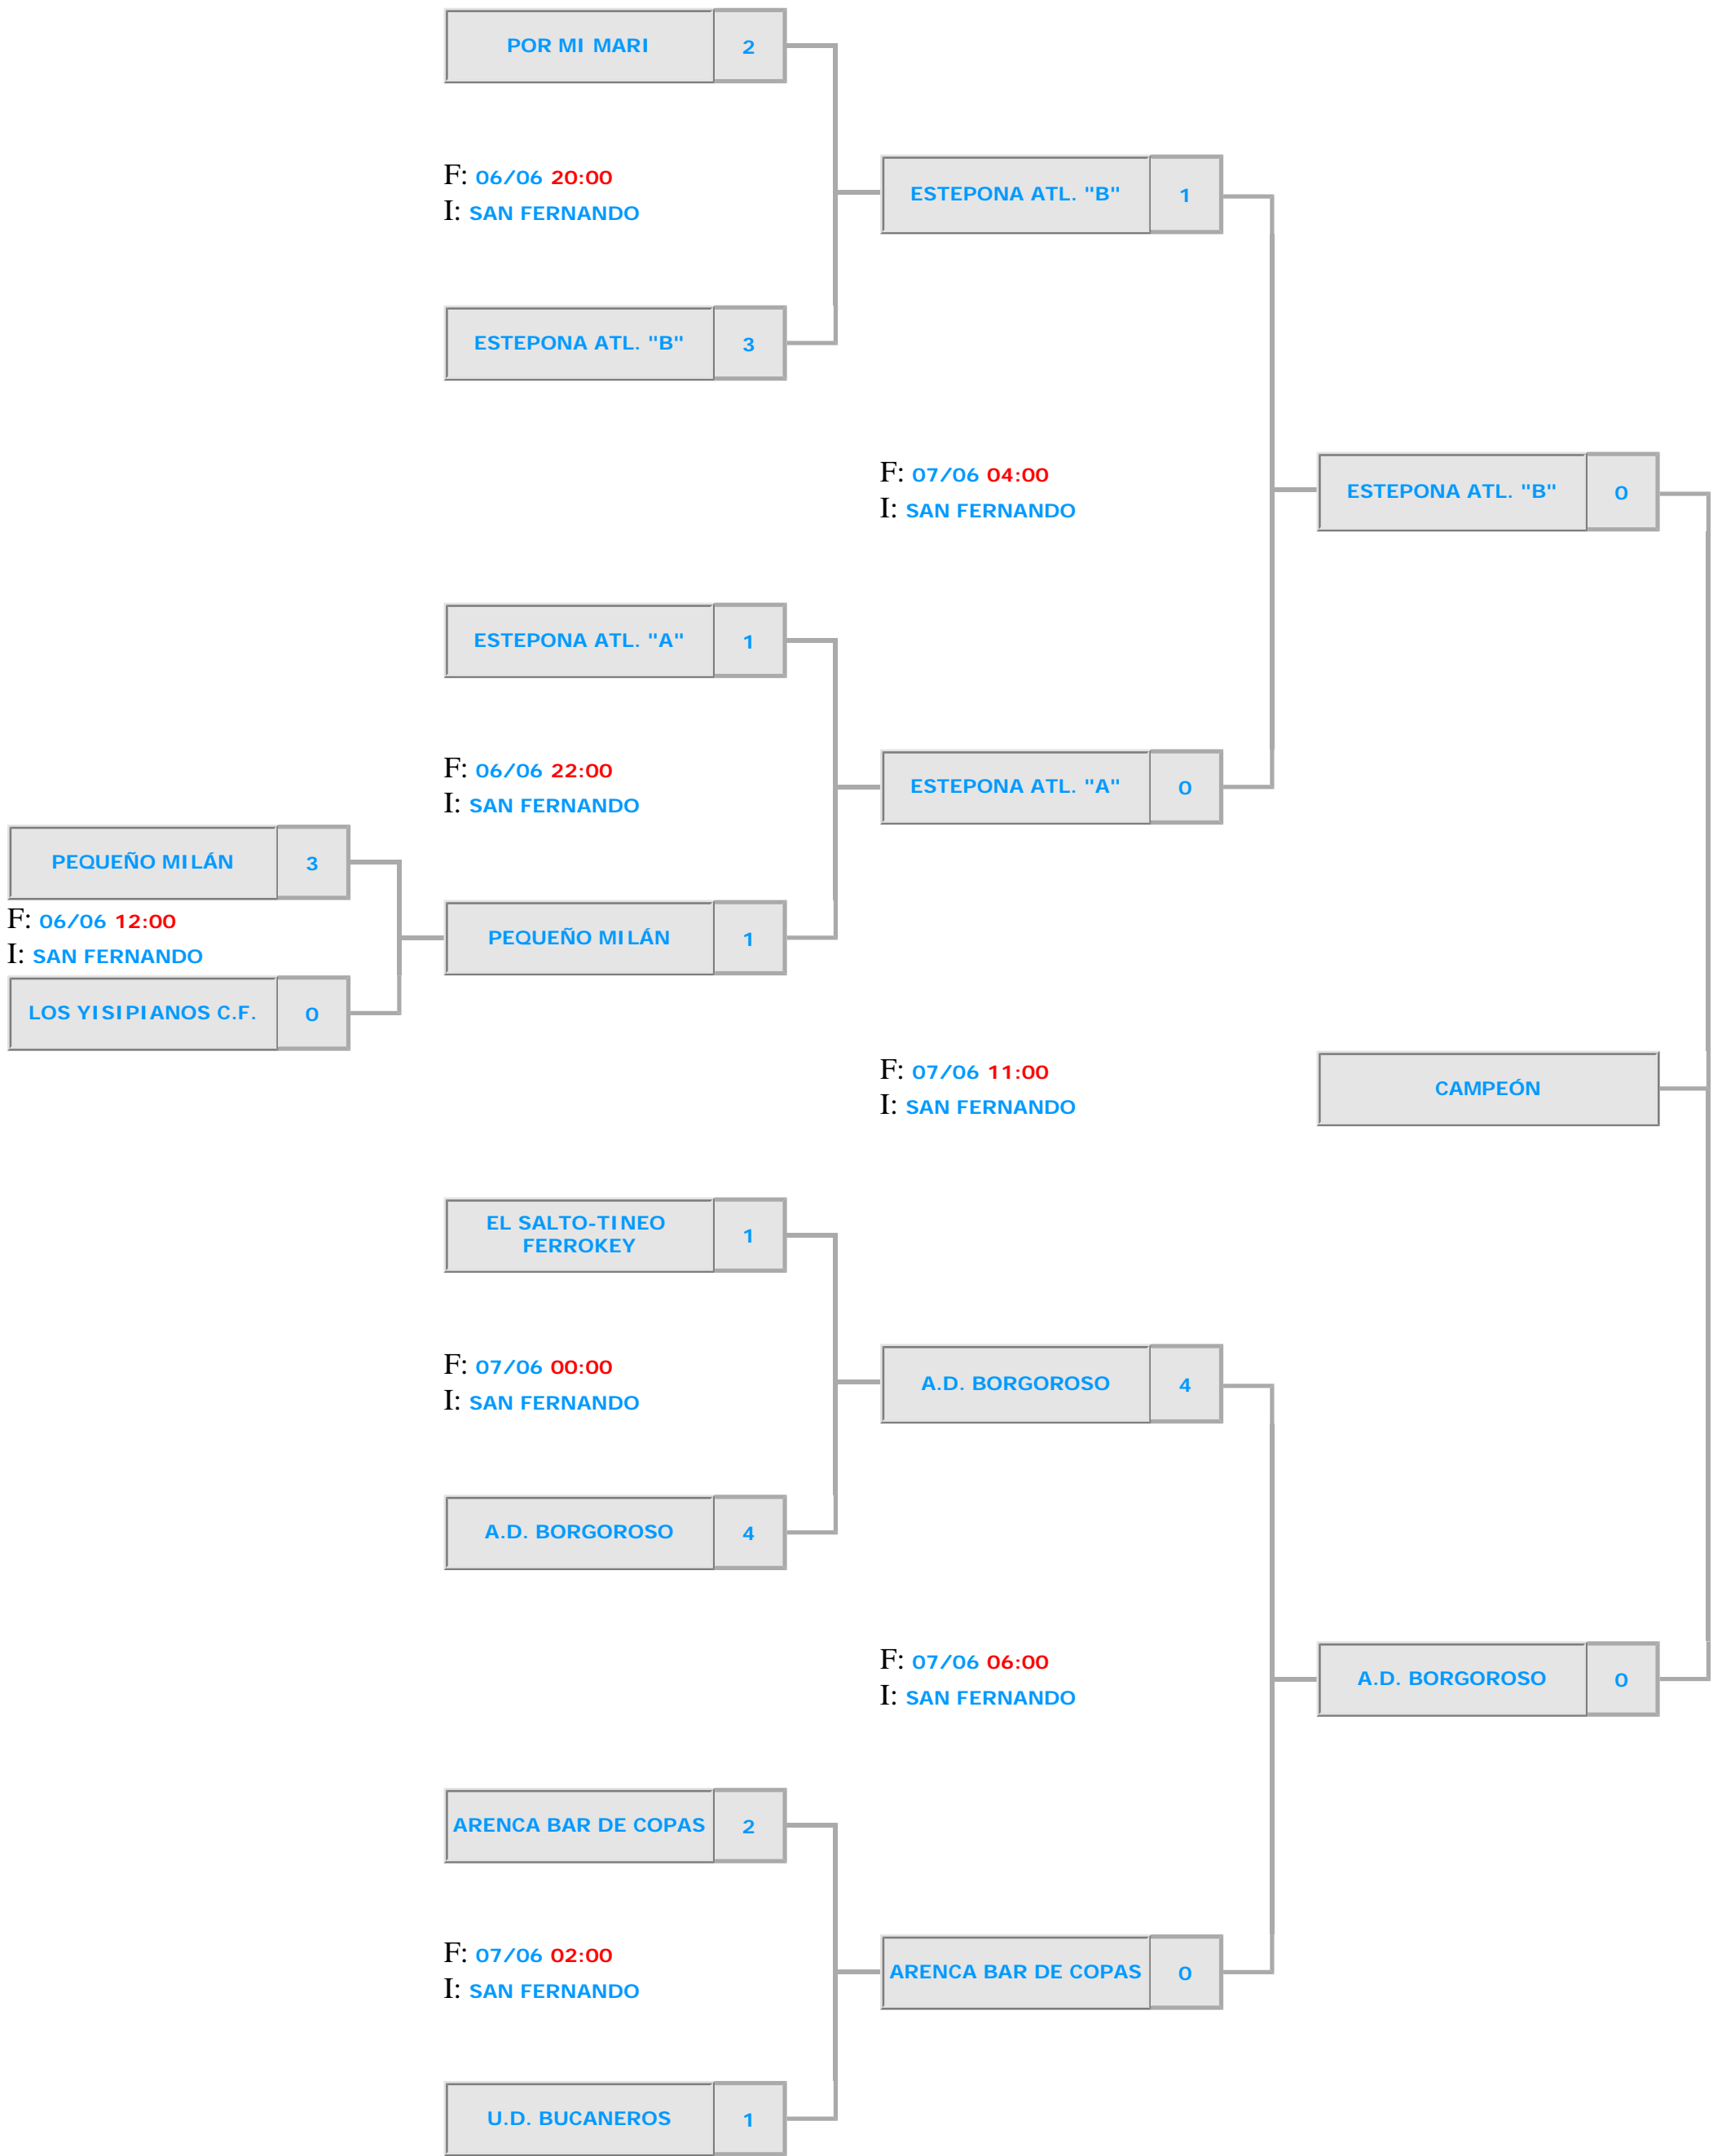 POR MI MARI 2
F: 06/06 20:00
I: SAN FERNANDO
ESTEPONA ATL. "B" 1
ESTEPONA ATL. "B" 3
F: 07/06 04:00
I: SAN FERNANDO
ESTEPONA ATL. "B" 0
ESTEPONA ATL. "A" 1
F: 06/06 22:00
I: SAN FERNANDO
ESTEPONA ATL. "A" 0
PEQUEÑO MILÁN 3
F: 06/06 12:00
I: SAN FERNANDO
PEQUEÑO MILÁN 1
LOS YISIPIANOS C.F. 0
F: 07/06 11:00
I: SAN FERNANDO
CAMPEÓN
EL SALTO-TINEO
FERROKEY 1
F: 07/06 00:00
I: SAN FERNANDO
A.D. BORGOROSO 4
A.D. BORGOROSO 4
F: 07/06 06:00
I: SAN FERNANDO
A.D. BORGOROSO 0
ARENCA BAR DE COPAS 2
F: 07/06 02:00
I: SAN FERNANDO
ARENCA BAR DE COPAS 0
U.D. BUCANEROS 1